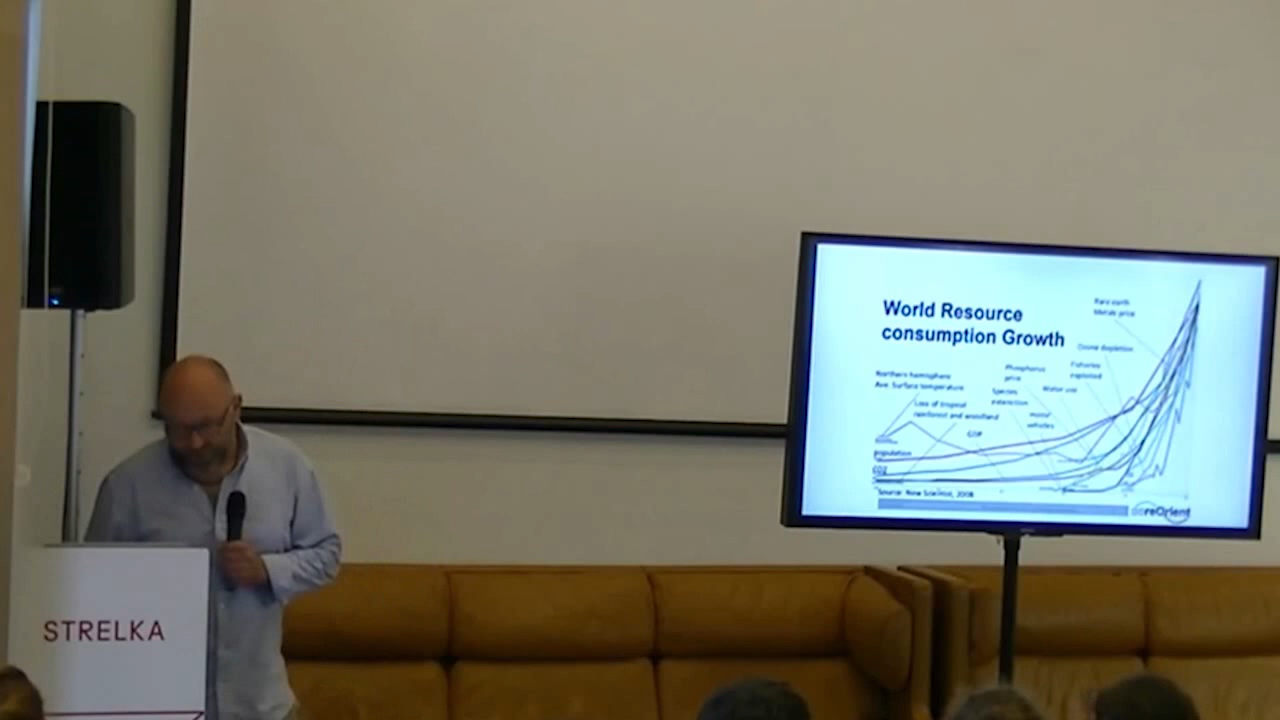 STRELKA
World Resource
consumption Growth
Rare earth
Metals price
Ozone depletion
Fisheries
exploited
Phosphorus
price
Water use
Northern hemisphere
Ave. Surface temperature
Species
extinction
Loss of tropical
rainforest and woodland
motor
vehicles
GDP
population
CO2
Source: New Scientist, 2008
reOrient